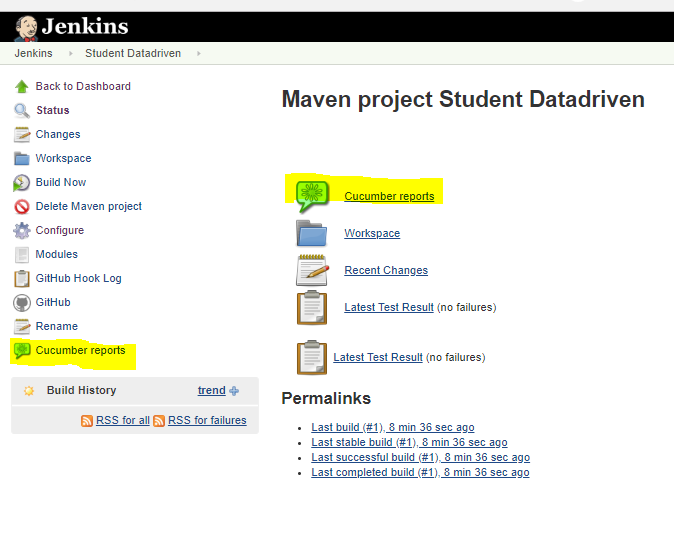 Jenkins
Jenkins Student Datadriven
Back to Dashboard
Status
Changes
Workspace
Build Now
Delete Maven project
Configure
Modules
GitHub Hook Log
GitHub
Rename
Cucumber reports
Build History trend
RSS for all RSS for failures
Maven project Student Datadriven
Cucumber reports
Workspace
Recent Changes
Latest Test Result (no failures)
Latest Test Result (no failures)
Permalinks
Last build (#1), 8 min 36 sec ago
Last stable build (#1), 8 min 36 sec ago
Last successful build (#1), 8 min 36 sec ago
Last completed build (#1), 8 min 36 sec ago